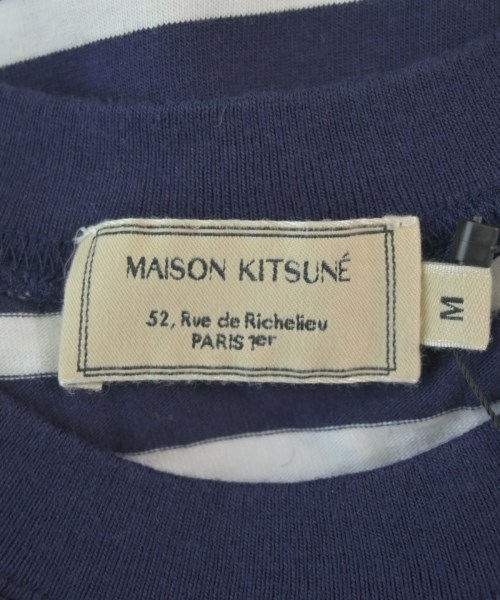 MAISON KITSUNÉ
52, Rue de Richelieu
PARIS 1er
M